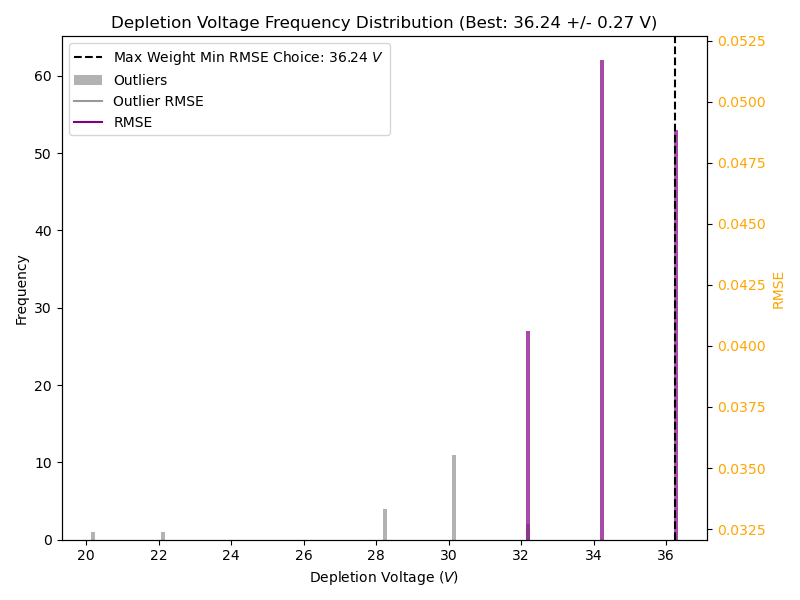 Depletion Voltage Frequency Distribution (Best: 36.24 +/- 0.27 V)
Max Weight Min RMSE Choice: 36.24 V
Outliers
Outlier RMSE
RMSE
60
50
40
30
20
10
0
Frequency
20 22 24 26 28 30 32 34 36
Depletion Voltage (V)
0.0525
0.0500
0.0475
0.0450
0.0425
0.0400
0.0375
0.0350
0.0325
RMSE